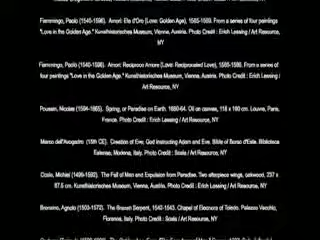 Fiammingo, Paolo (1540-1596). Amori: Eta d'Oro (Love: Golden Age), 1585-1589. From a series of four paintings
"Love in the Golden Age." Kunsthistorisches Museum, Vienna, Austria. Photo Credit : Erich Lessing / Art Resource,
NY
Fiammingo, Paolo (1540-1596). Amori: Reciproco Amore (Love: Reciprocated Love), 1585-1589. From a series of
four paintings "Love in the Golden Age." Kunsthistorisches Museum, Vienna, Austria. Photo Credit : Erich Lessing /
Art Resource, NY
Poussin, Nicolas (1594-1665). Spring, or Paradise on Earth. 1660-64. Oil on canvas, 118 x 160 cm. Louvre, Paris,
France. Photo Credit : Erich Lessing / Art Resource, NY
Marco dell'Avogadro (15th CE). Creation of Eve; God instructing Adam and Eve. Bible of Borso d'Este. Biblioteca
Estense, Modena, Italy. Photo Credit : Scala / Art Resource, NY
Coxie, Michiel (1499-1592). The Fall of Men and Expulsion from Paradise. Two alterpiece wings, oakwood, 237 x
87.5 cm. Kunsthistorisches Museum, Vienna, Austria. Photo Credit : Erich Lessing / Art Resource, NY
Bronzino, Agnolo (1503-1572). The Brazen Serpent, 1540-1543. Chapel of Eleonora of Toledo. Palazzo Vecchio,
Florence, Italy. Photo Credit : Scala / Art Resource, NY